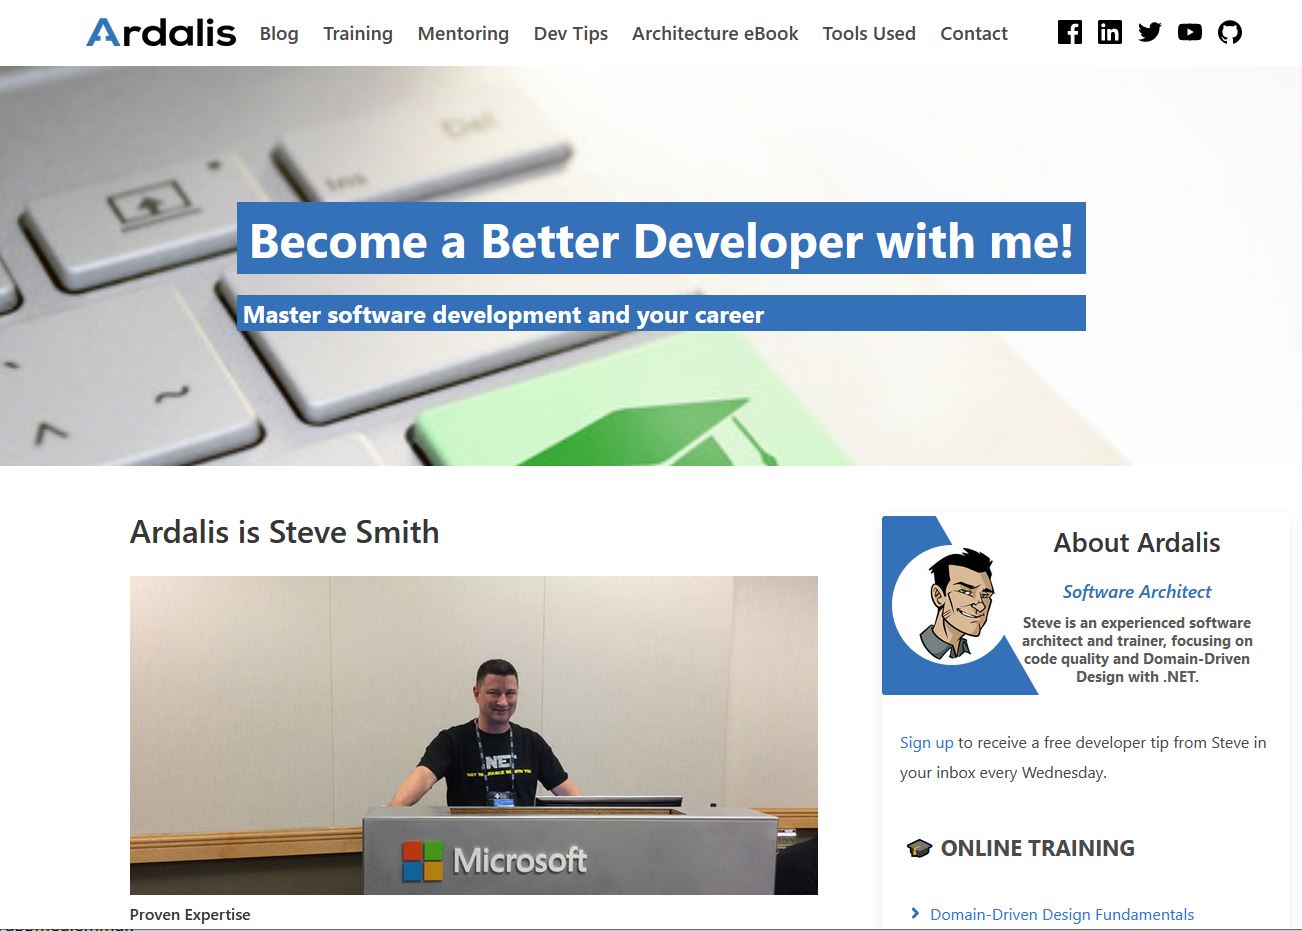 Ardalis
Blog
Training
Mentoring
Dev Tips
Architecture eBook
Tools Used
Contact
Del
Ins
Become a Better Developer with me!
Master software development and your career
Ardalis is Steve Smith
.NET
Microsoft
Proven Expertise
About Ardalis
Software Architect
Steve is an experienced software
architect and trainer, focusing on
code quality and Domain-Driven
Design with .NET.
Sign up to receive a free developer tip from Steve in
your inbox every Wednesday.
ONLINE TRAINING
Domain-Driven Design Fundamentals